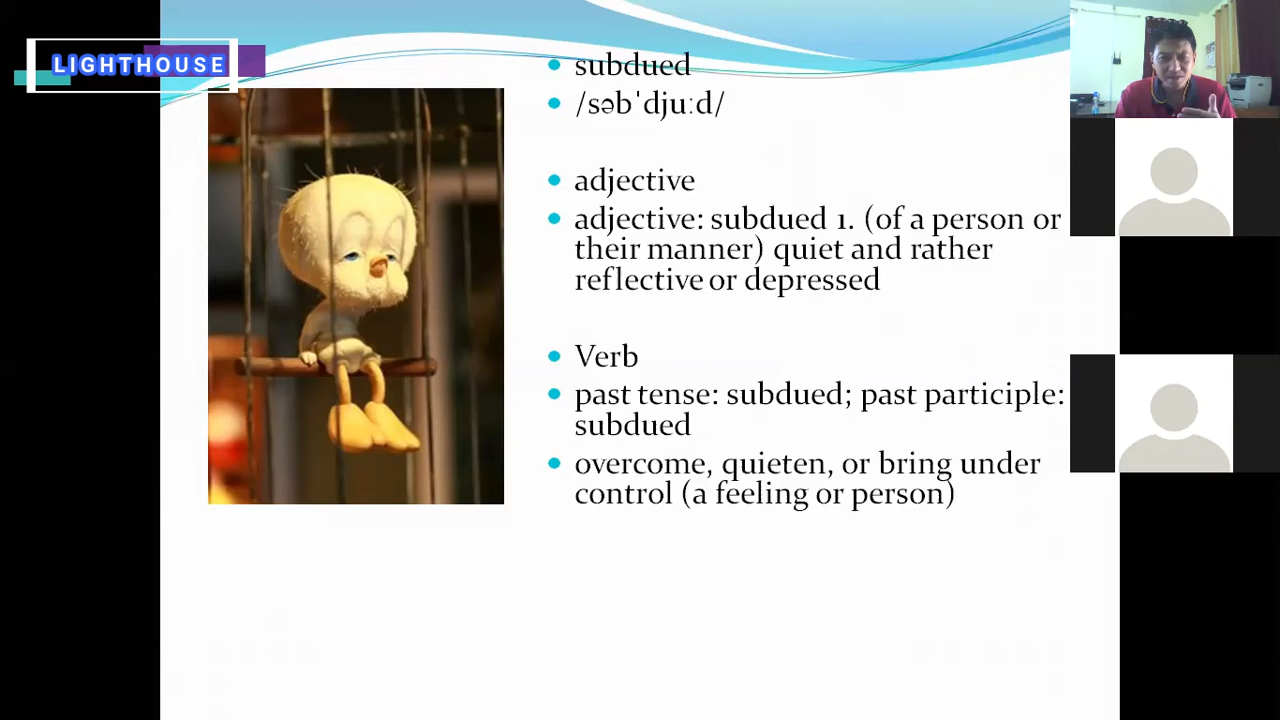 LIGHTHOUSE
subdued
/səbˈdjuːd/
adjective
adjective: subdued 1. (of a person or
their manner) quiet and rather
reflective or depressed
Verb
past tense: subdued; past participle:
subdued
overcome, quieten, or bring under
control (a feeling or person)